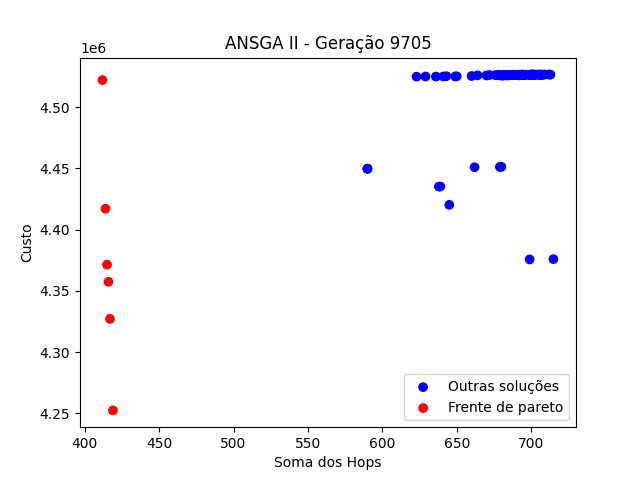 ANSGA II - Geração 9705
1e6
4.50
4.45
4.40
4.35
4.30
4.25
Custo
400 450 500 550 600 650 700
Soma dos Hops
Outras soluções
Frente de pareto